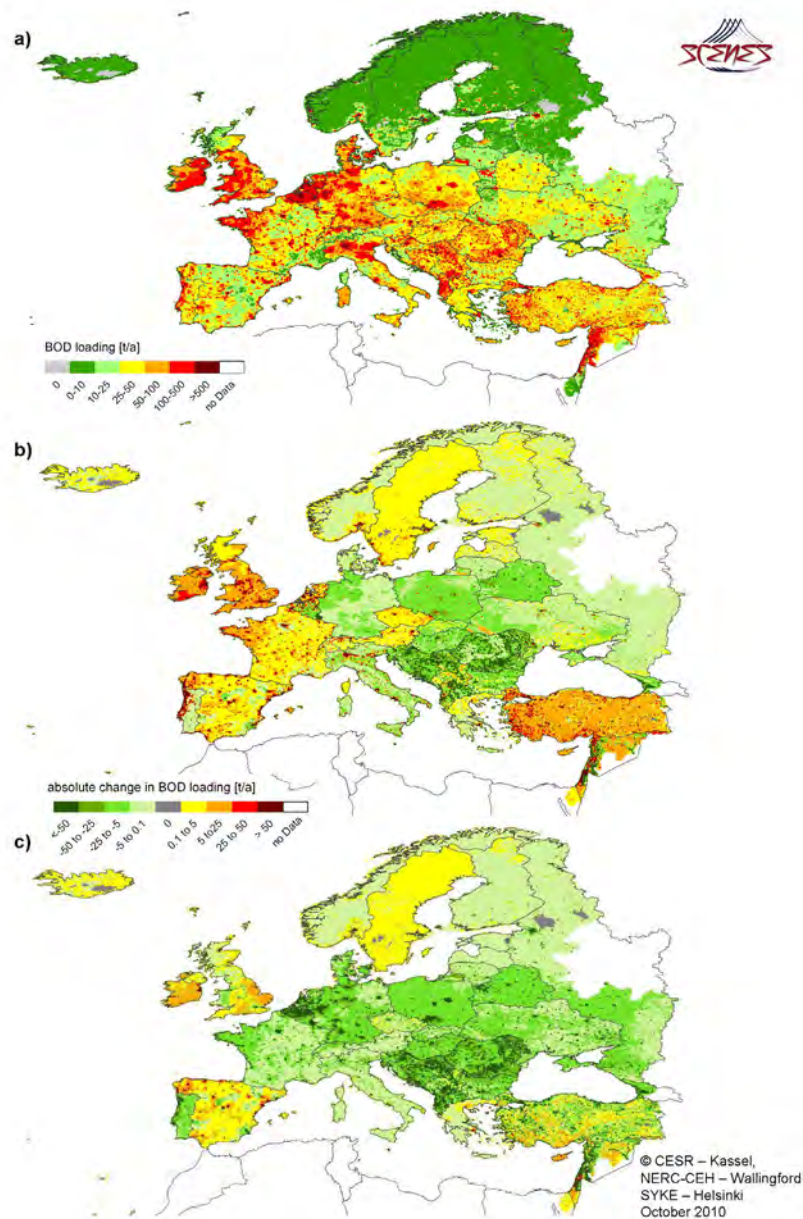 a)
SCENES
BOD loading [t/a]
0
0-10
10-25
25-50
50-100
100-500
>500
no Data
b)
absolute change in BOD loading [t/a]
<-50
-50 to -25
-25 to -5
-5 to 0.1
0
0.1 to 5
5 to25
25 to 50
> 50
no Data
c)
© CESR – Kassel,
NERC-CEH – Wallingford
SYKE – Helsinki
October 2010